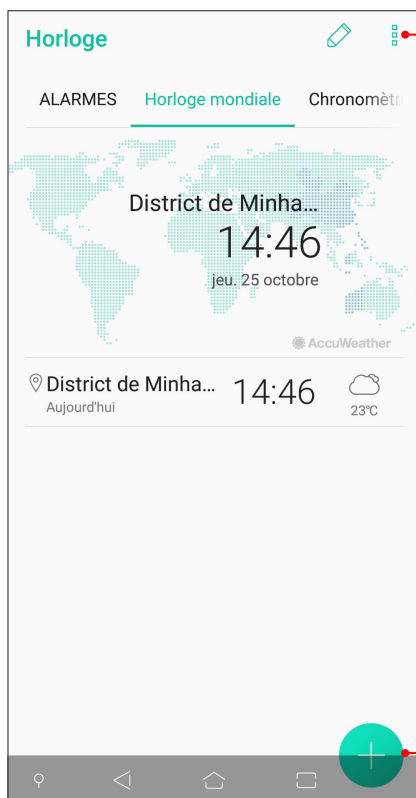 Horloge
ALARMES Horloge mondiale Chronomètr
District de Minha...
14:46
jeu. 25 octobre
AccuWeather
District de Minha... 14:46
Aujourd'hui 23°C